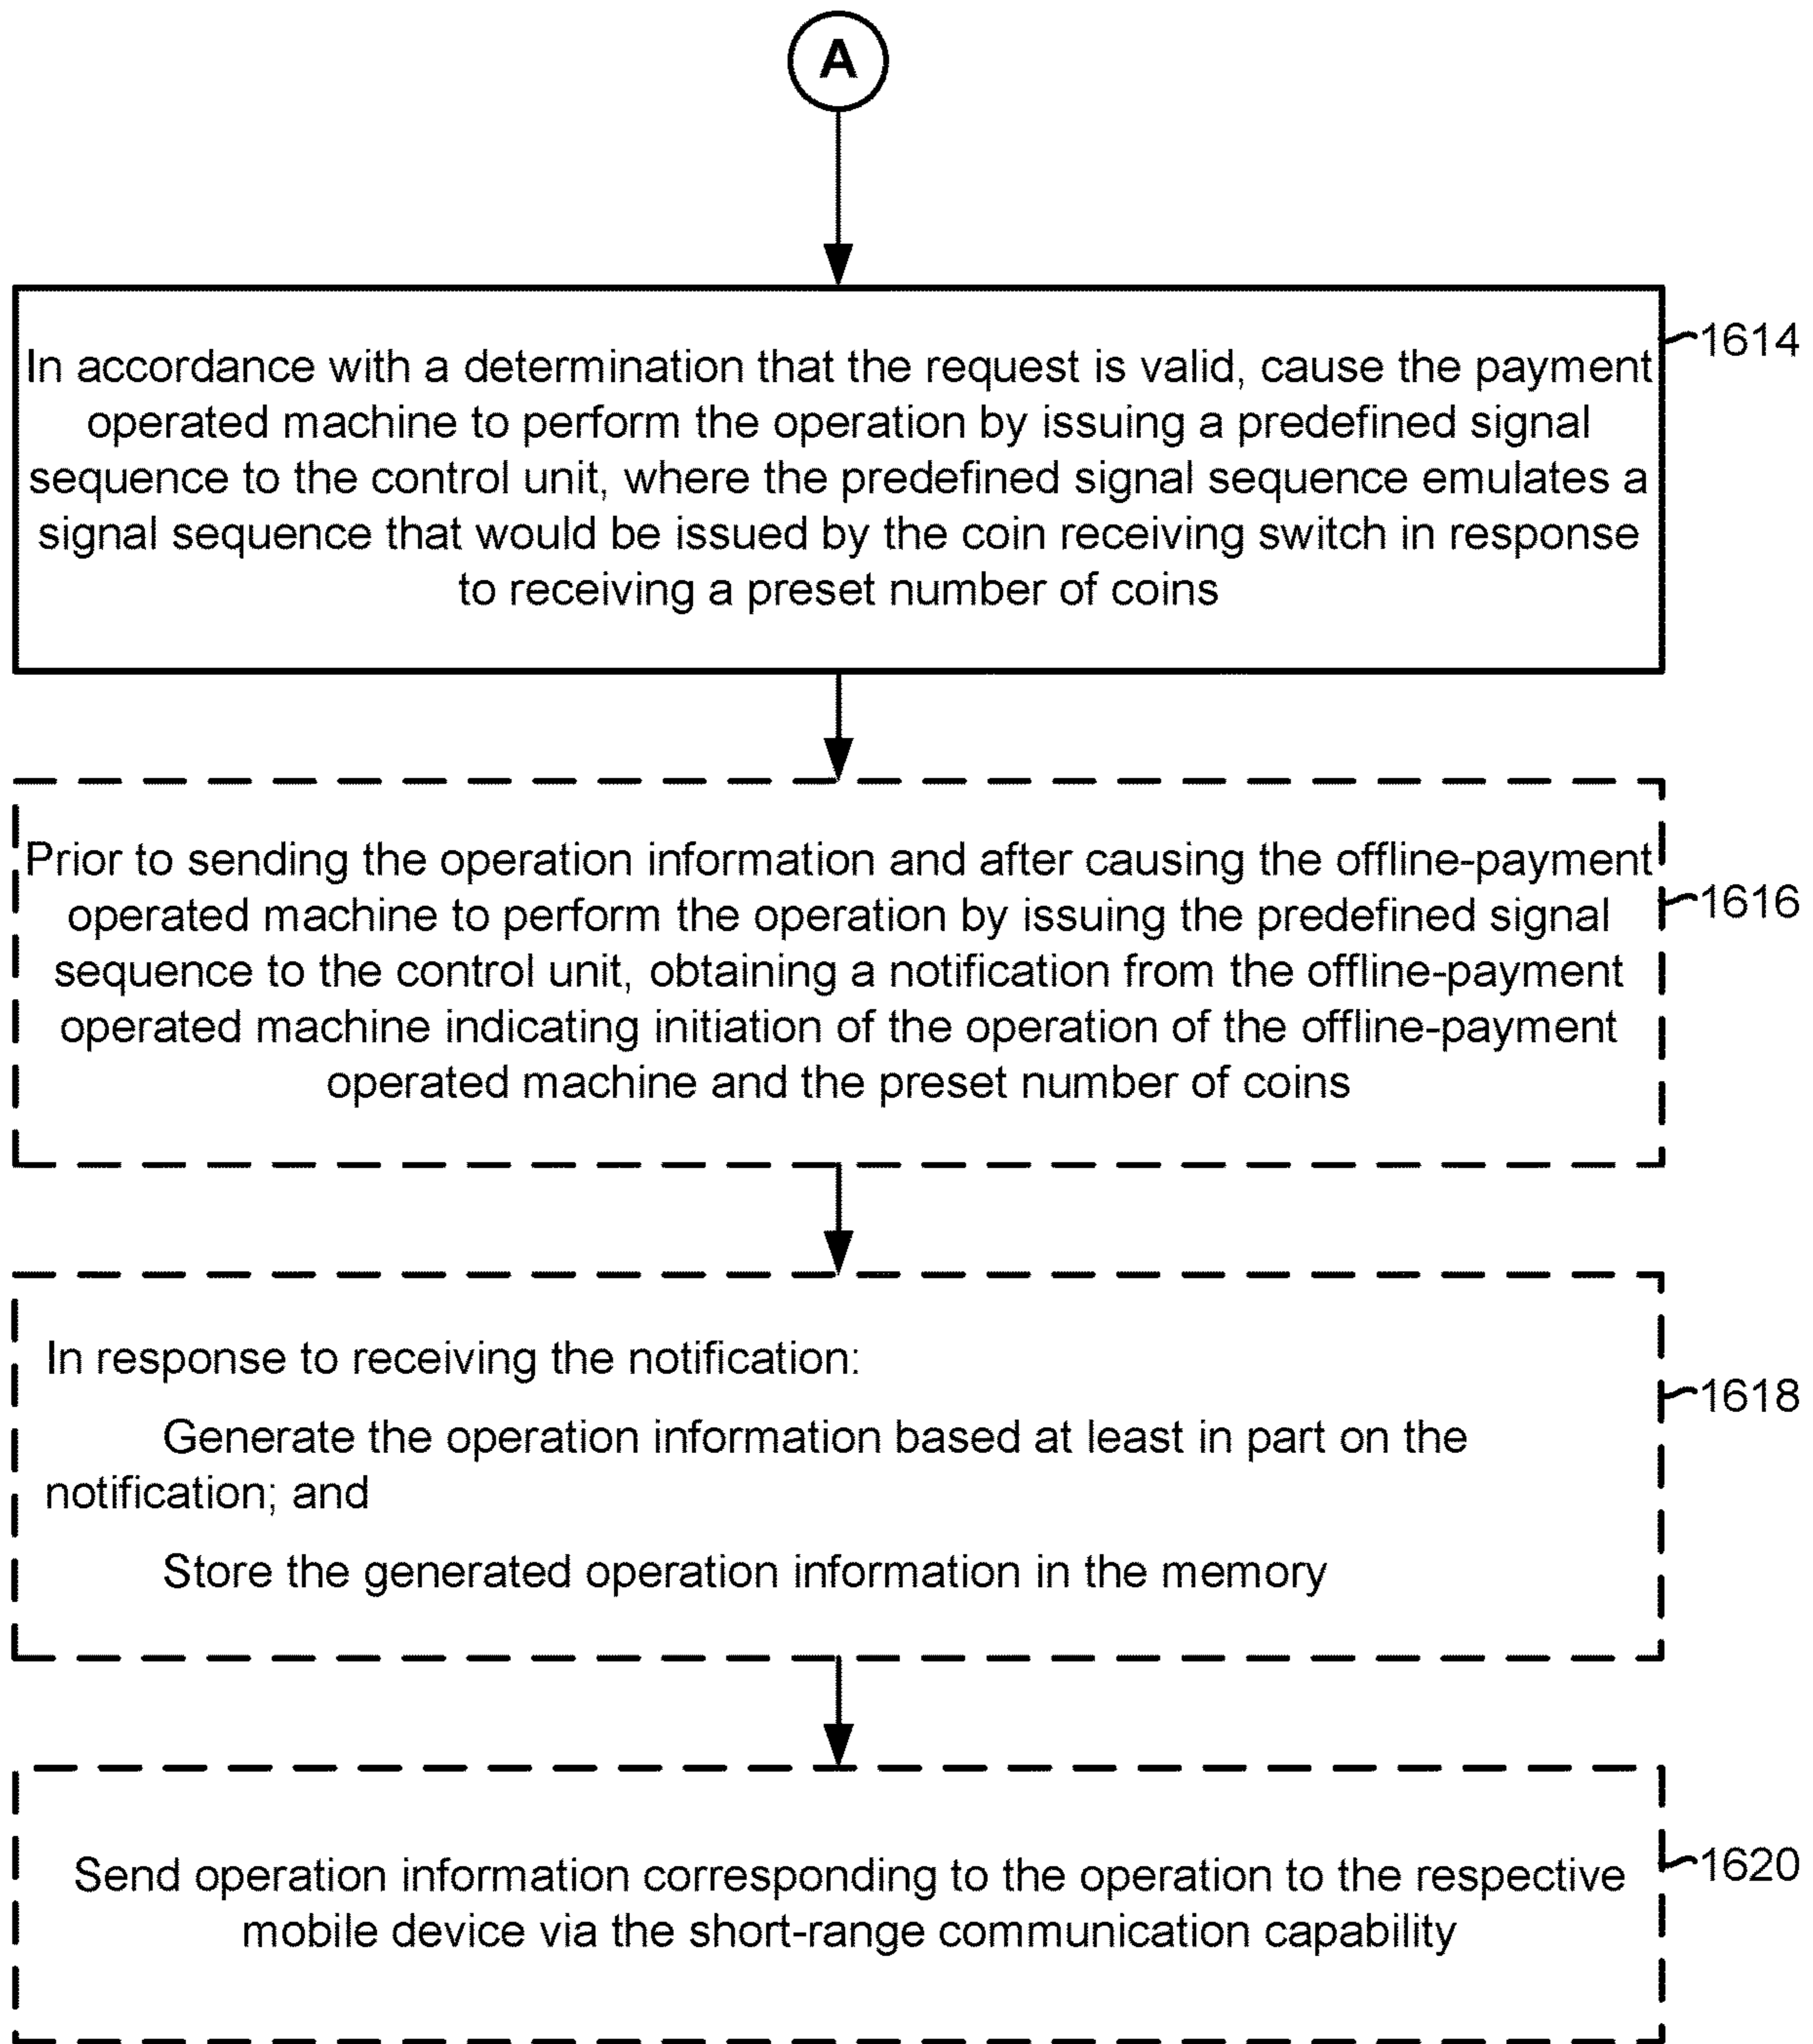 A
In accordance with a determination that the request is valid, cause the payment
operated machine to perform the operation by issuing a predefined signal
sequence to the control unit, where the predefined signal sequence emulates a
signal sequence that would be issued by the coin receiving switch in response
to receiving a preset number of coins
1614
Prior to sending the operation information and after causing the offline-payment
operated machine to perform the operation by issuing the predefined signal
sequence to the control unit, obtaining a notification from the offline-payment
operated machine indicating initiation of the operation of the offline-payment
operated machine and the preset number of coins
1616
In response to receiving the notification:
Generate the operation information based at least in part on the
notification; and
Store the generated operation information in the memory
1618
Send operation information corresponding to the operation to the respective
mobile device via the short-range communication capability
1620